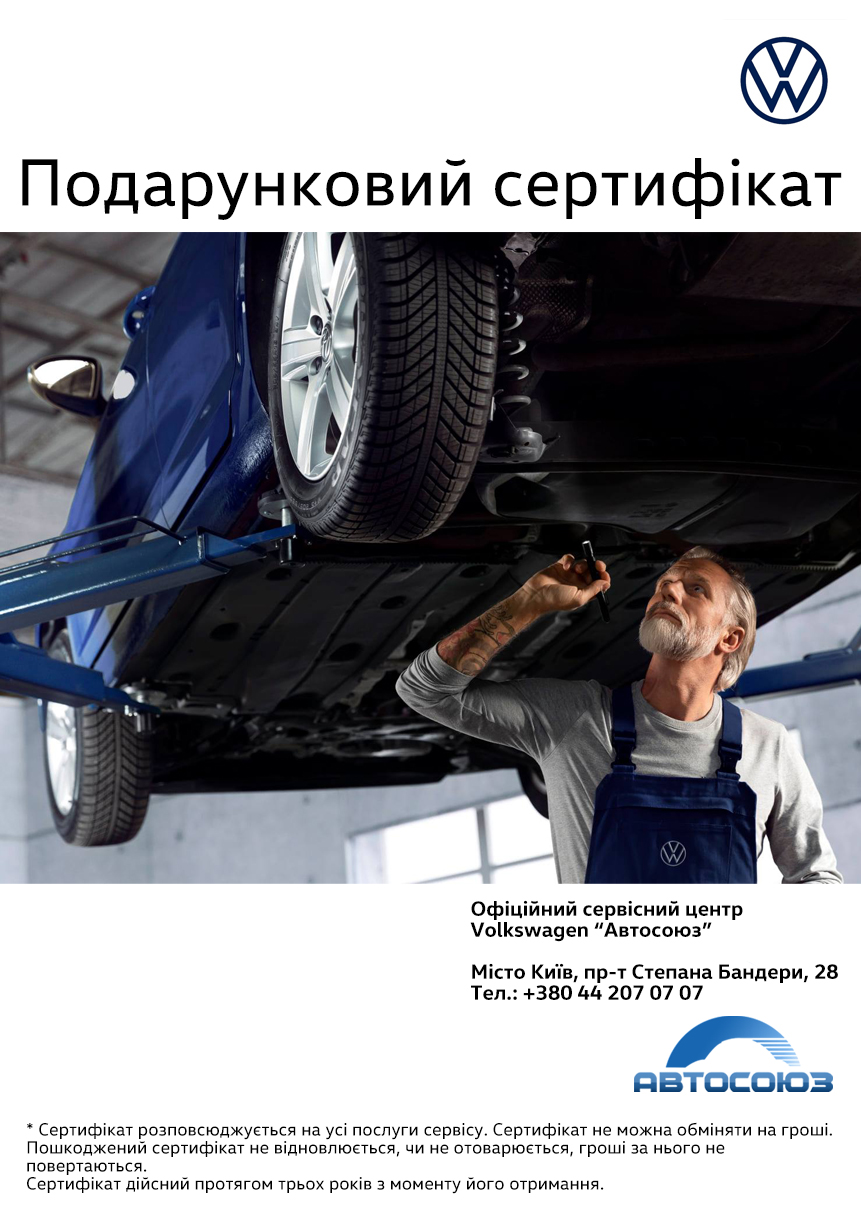 Подарунковий сертифікат
Офіційний сервісний центр
Volkswagen “Автосоюз”
Місто Київ, пр-т Степана Бандери, 28
Тел.: +380 44 207 07 07
АВТОСОЮЗ
* Сертифікат розповсюджується на усі послуги сервісу. Сертифікат не можна обміняти на гроші.
Пошкоджений сертифікат не відновлюється, чи не отоварюється, гроші за нього не
повертаються.
Сертифікат дійсний протягом трьох років з моменту його отримання.